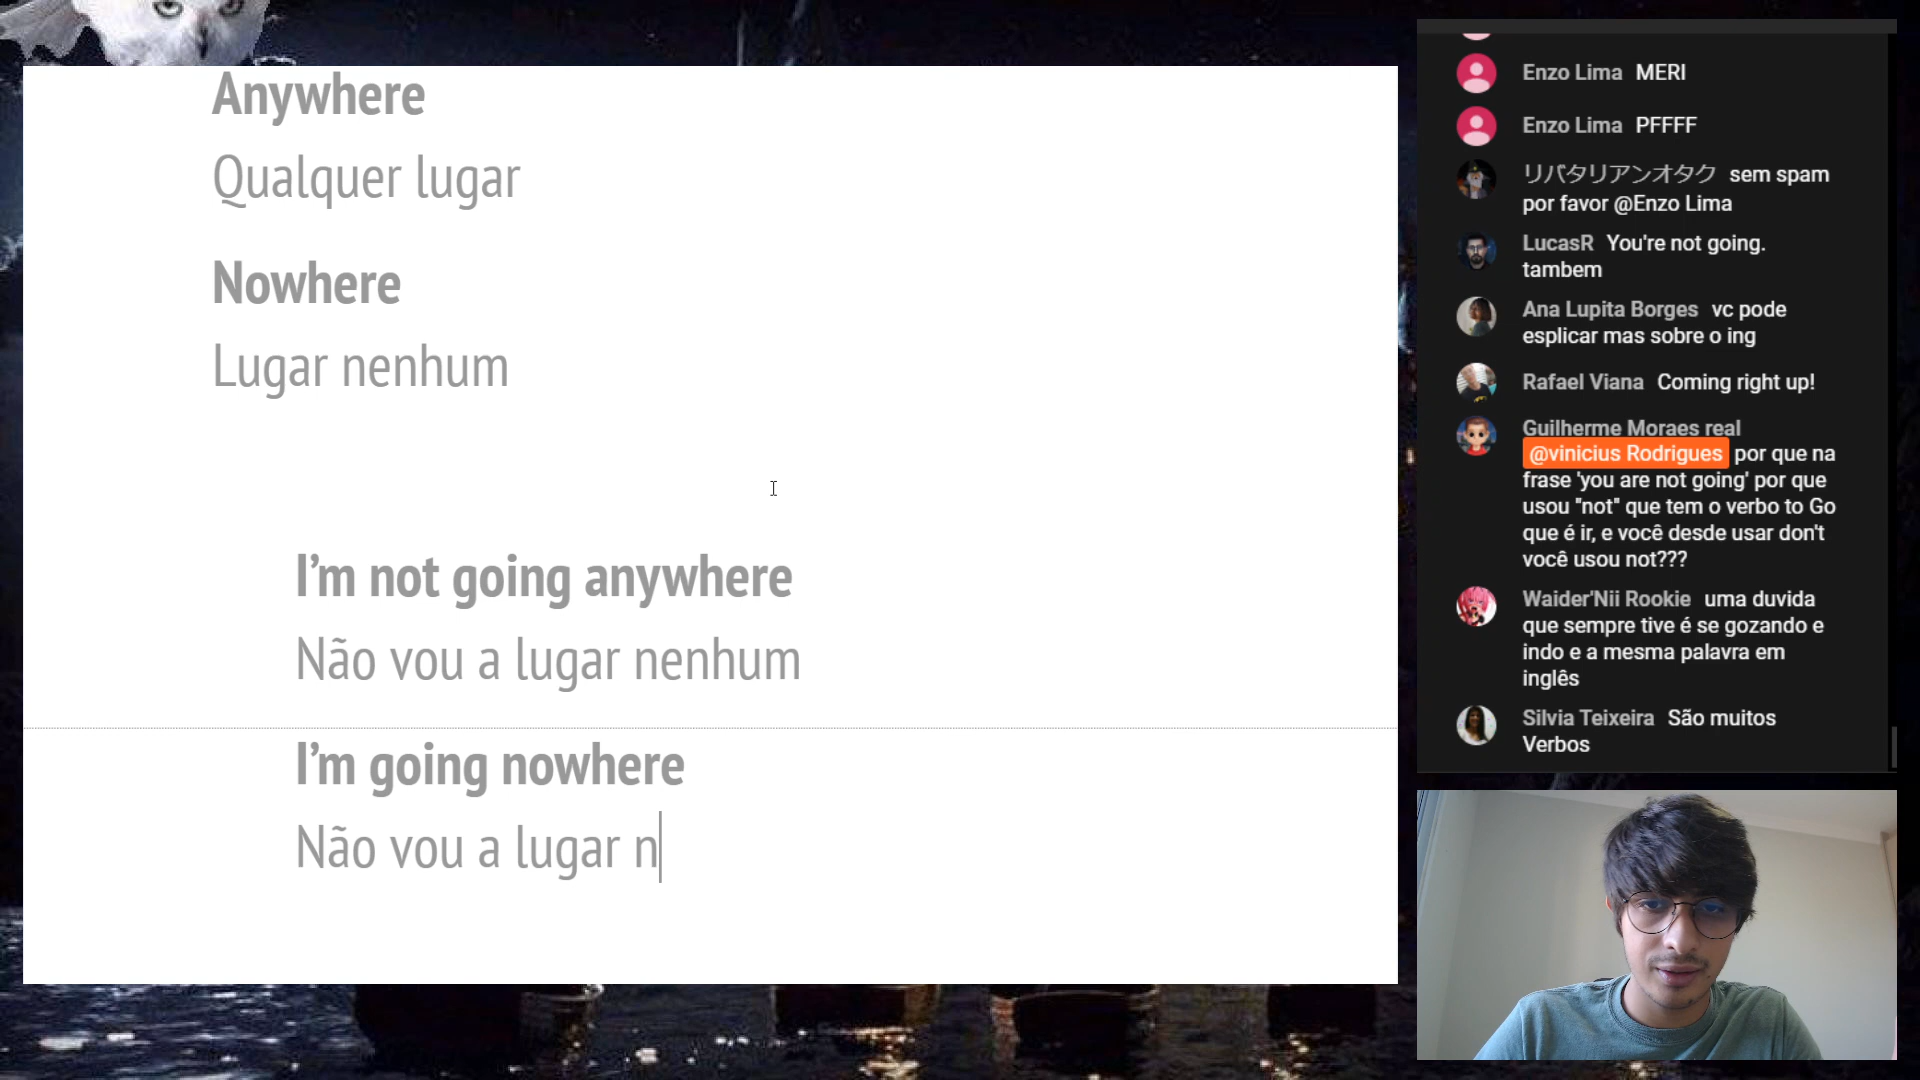 Anywhere
Qualquer lugar
Nowhere
Lugar nenhum
I’m not going anywhere
Não vou a lugar nenhum
I’m going nowhere
Não vou a lugar n
Enzo Lima MERI
Enzo Lima PFFFF
リバタリアンオタク sem spam
por favor @Enzo Lima
LucasR You're not going.
tambem
Ana Lupita Borges vc pode
esplicar mas sobre o ing
Rafael Viana Coming right up!
Guilherme Moraes real
@vinicius Rodrigues por que na
frase 'you are not going' por que
usou "not" que tem o verbo to Go
que é ir, e você desde usar don't
você usou not???
Waider'Nii Rookie uma duvida
que sempre tive é se gozando e
indo e a mesma palavra em
inglês
Silvia Teixeira São muitos
Verbos